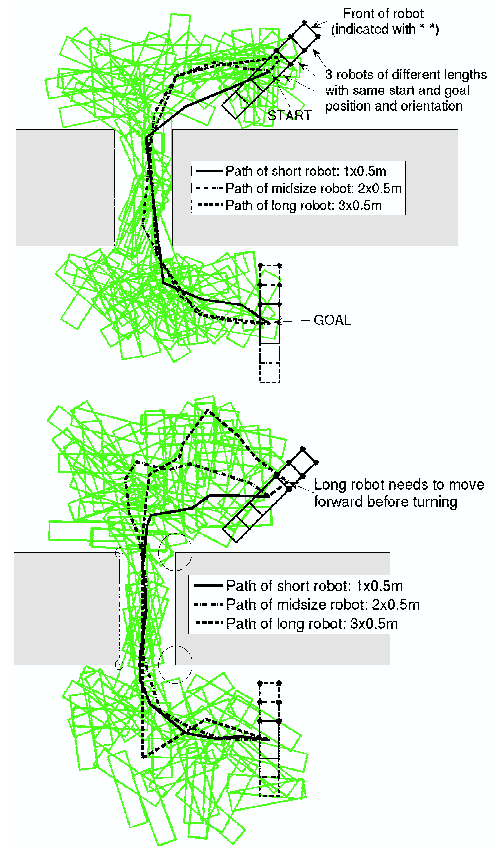 Front of robot
(indicated with "*")
3 robots of different lengths
with same start and goal
position and orientation
START
Path of short robot: 1x0.5m
Path of midsize robot: 2x0.5m
Path of long robot: 3x0.5m
GOAL
Long robot needs to move
forward before turning
Path of short robot: 1x0.5m
Path of midsize robot: 2x0.5m
Path of long robot: 3x0.5m